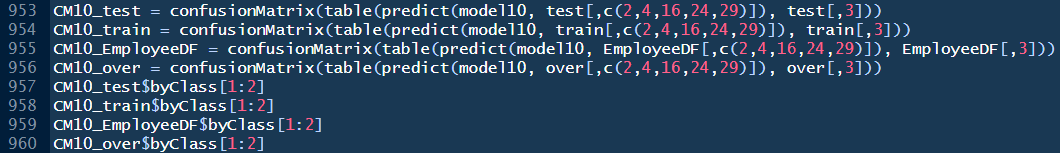 953 CM10_test = confusionMatrix(table(predict(model10, test[,c(2,4,16,24,29)]), test[,3]))
954 CM10_train = confusionMatrix(table(predict(model10, train[,c(2,4,16,24,29)]), train[,3]))
955 CM10_EmployeeDF = confusionMatrix(table(predict(model10, EmployeeDF[,c(2,4,16,24,29)]), EmployeeDF[,3]))
956 CM10_over = confusionMatrix(table(predict(model10, over[,c(2,4,16,24,29)]), over[,3]))
957 CM10_test$byClass[1:2]
958 CM10_train$byClass[1:2]
959 CM10_EmployeeDF$byClass[1:2]
960 CM10_over$byClass[1:2]